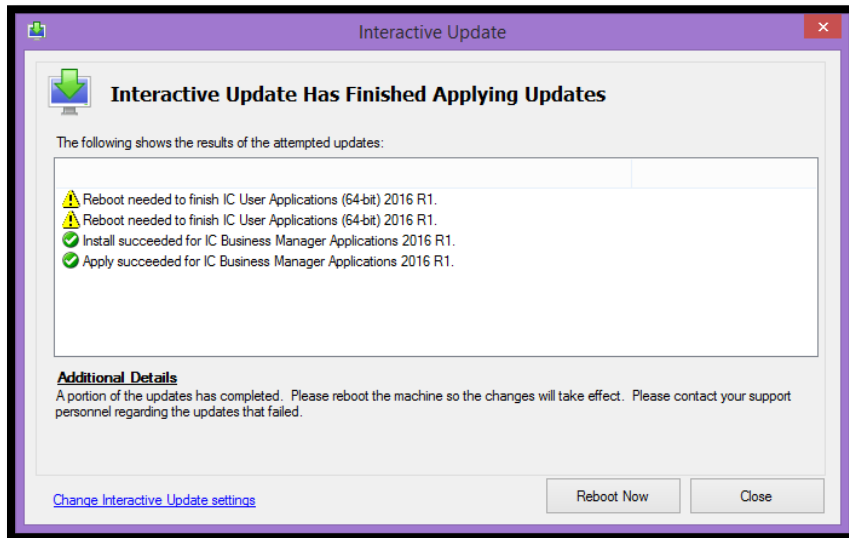 Interactive Update
Interactive Update Has Finished Applying Updates
The following shows the results of the attempted updates:
Reboot needed to finish IC User Applications (64-bit) 2016 R1.
Reboot needed to finish IC User Applications (64-bit) 2016 R1.
Install succeeded for IC Business Manager Applications 2016 R1.
Apply succeeded for IC Business Manager Applications 2016 R1.
Additional Details
A portion of the updates has completed. Please reboot the machine so the changes will take effect. Please contact your support
personnel regarding the updates that failed.
Change Interactive Update settings
Reboot Now
Close